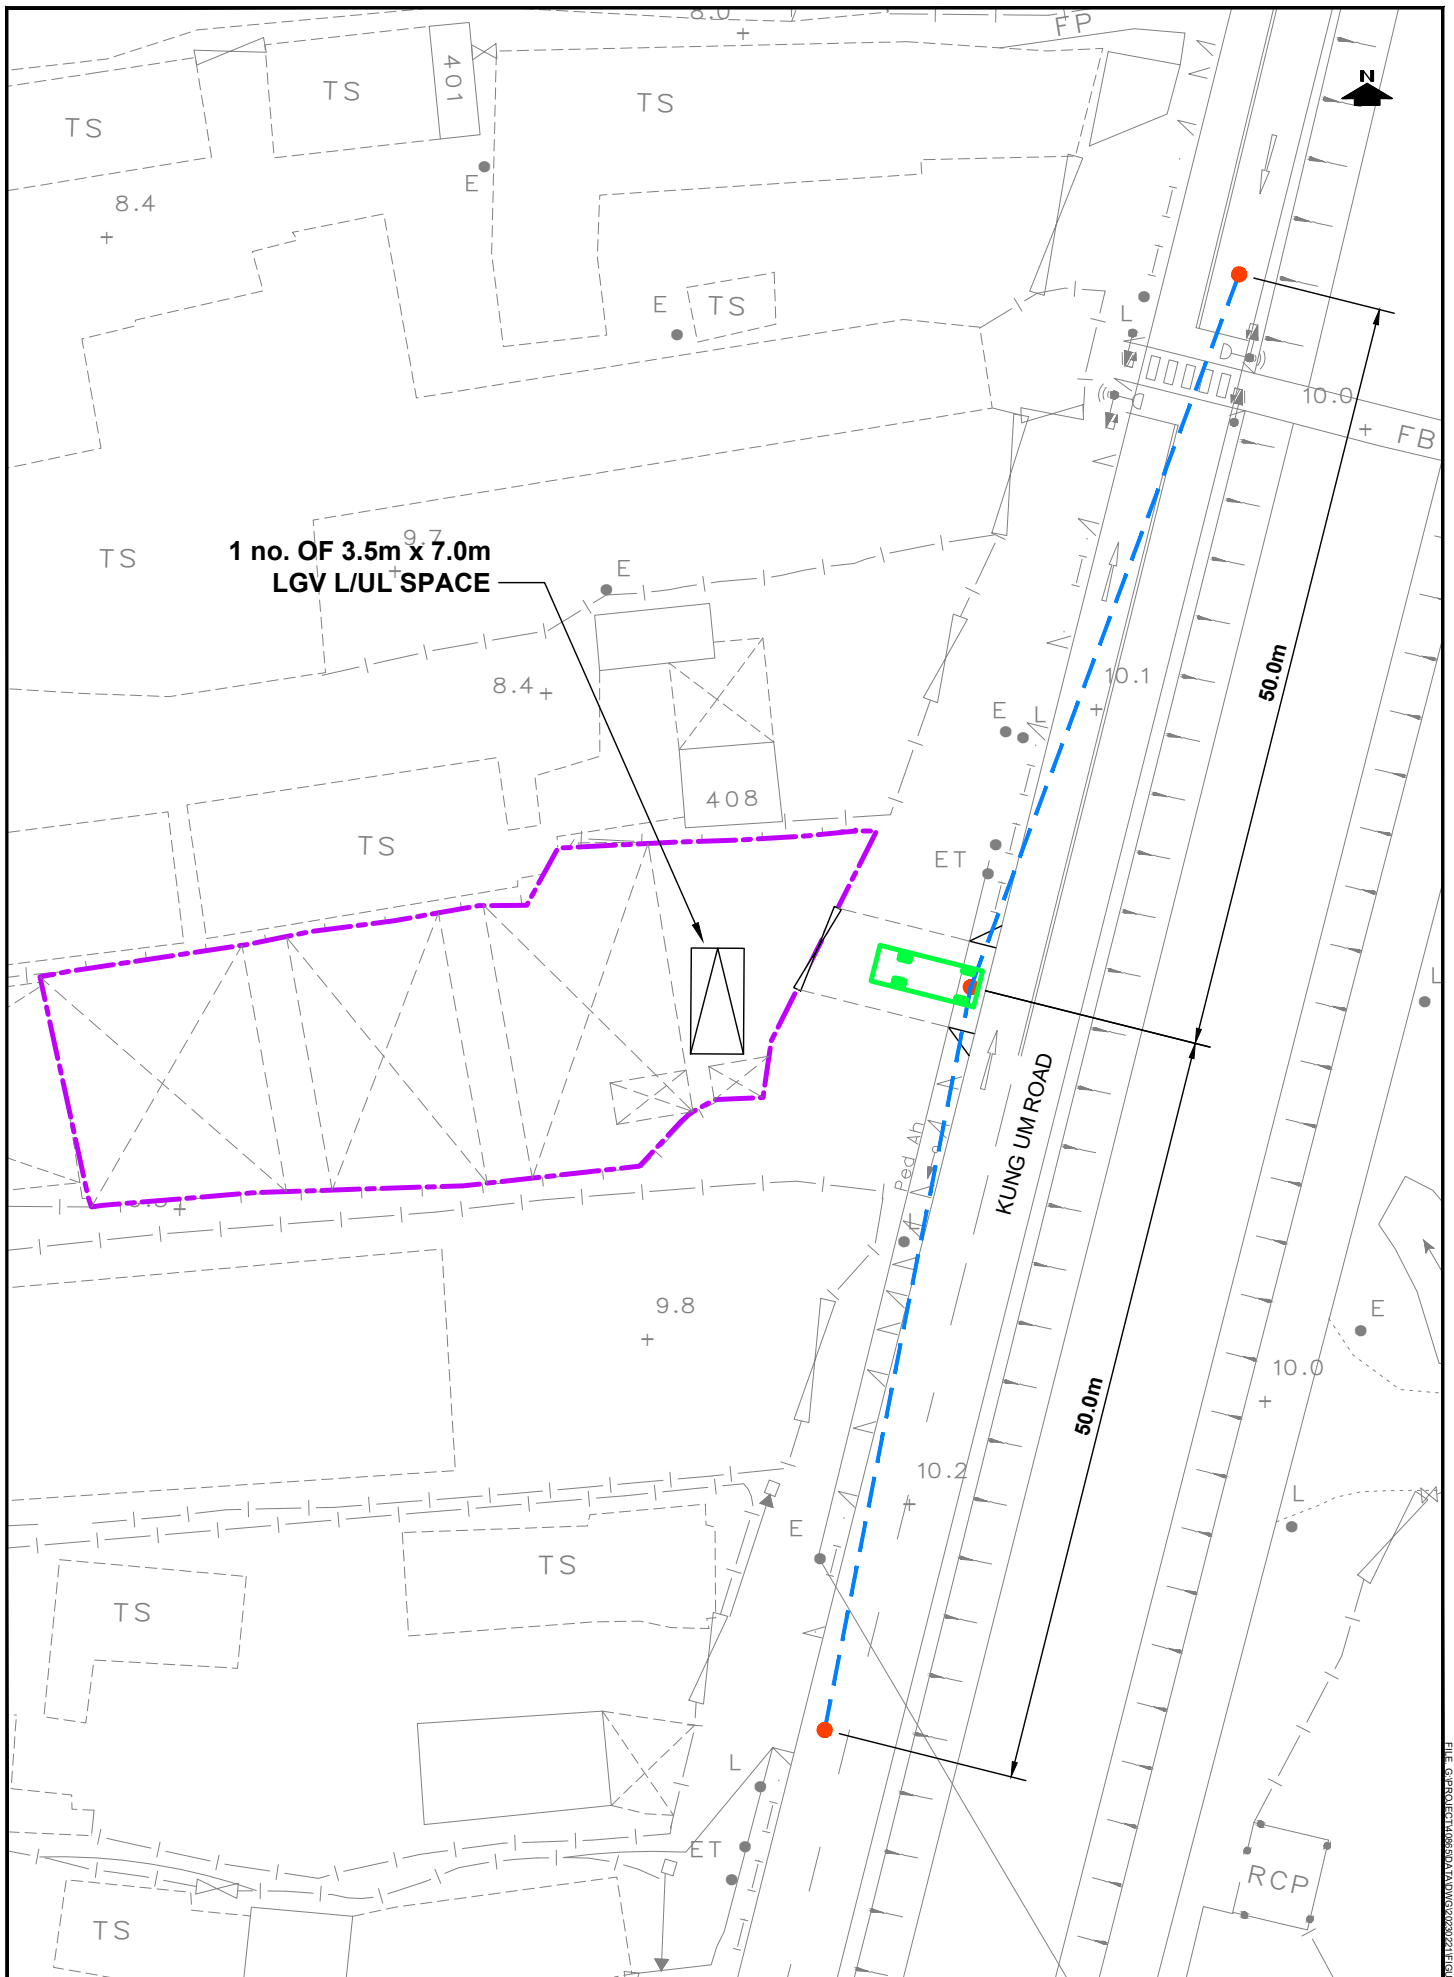 8.0
FP
N
401
TS
TS
TS
E
8.4
E
TS
L
10.0
FB
9.7
1 no. OF 3.5m x 7.0m
LGV L/UL SPACE
TS
E
50.0m
8.4
10.1
E
L
408
TS
ET
L
KUNG UM ROAD
Ped Ah
L
9.8
E
10.0
50.0m
10.2
L
E
TS
TS
L
ET
RCP
TS